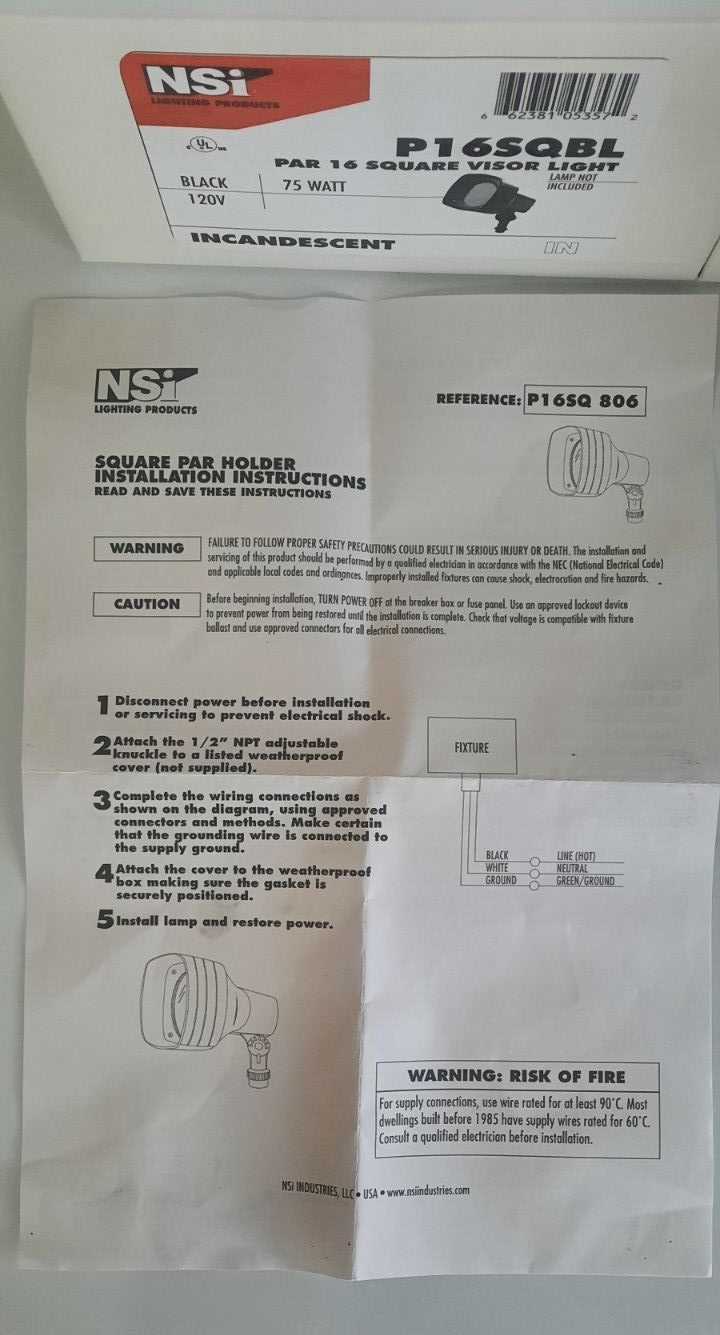 NSi
LIGHTING PRODUCTS
6 62381 05357 2
P16SQBL
PAR 16 SQUARE VISOR LIGHT
LAMP NOT
INCLUDED
c UL us
BLACK
75 WATT
120V
INCANDESCENT
IN
NSi
LIGHTING PRODUCTS
REFERENCE: P16SQ 806
SQUARE PAR HOLDER
INSTALLATION INSTRUCTIONS
READ AND SAVE THESE INSTRUCTIONS
WARNING
FAILURE TO FOLLOW PROPER SAFETY PRECAUTIONS COULD RESULT IN SERIOUS INJURY OR DEATH. The installation and
servicing of this product should be performed by a qualified electrician in accordance with the NEC (National Electrical Code)
and applicable local codes and ordinances. Improperly installed fixtures can cause shock, electrocution and fire hazards.
CAUTION
Before beginning installation, TURN POWER OFF at the breaker box or fuse panel. Use an approved lockout device
to prevent power from being restored until the installation is complete. Check that voltage is compatible with fixture
ballast and use approved connectors for all electrical connections.
1 Disconnect power before installation
or servicing to prevent electrical shock.
2 Attach the 1/2” NPT adjustable
knuckle to a listed weatherproof
cover (not supplied).
3 Complete the wiring connections as
shown on the diagram, using approved
connectors and methods. Make certain
that the grounding wire is connected to
the supply ground.
4 Attach the cover to the weatherproof
box making sure the gasket is
securely positioned.
5 Install lamp and restore power.
FIXTURE
BLACK LINE (HOT)
WHITE NEUTRAL
GROUND GREEN/GROUND
WARNING: RISK OF FIRE
For supply connections, use wire rated for at least 90°C. Most
dwellings built before 1985 have supply wires rated for 60°C.
Consult a qualified electrician before installation.
NSi INDUSTRIES, LLC • USA • www.nsiindustries.com